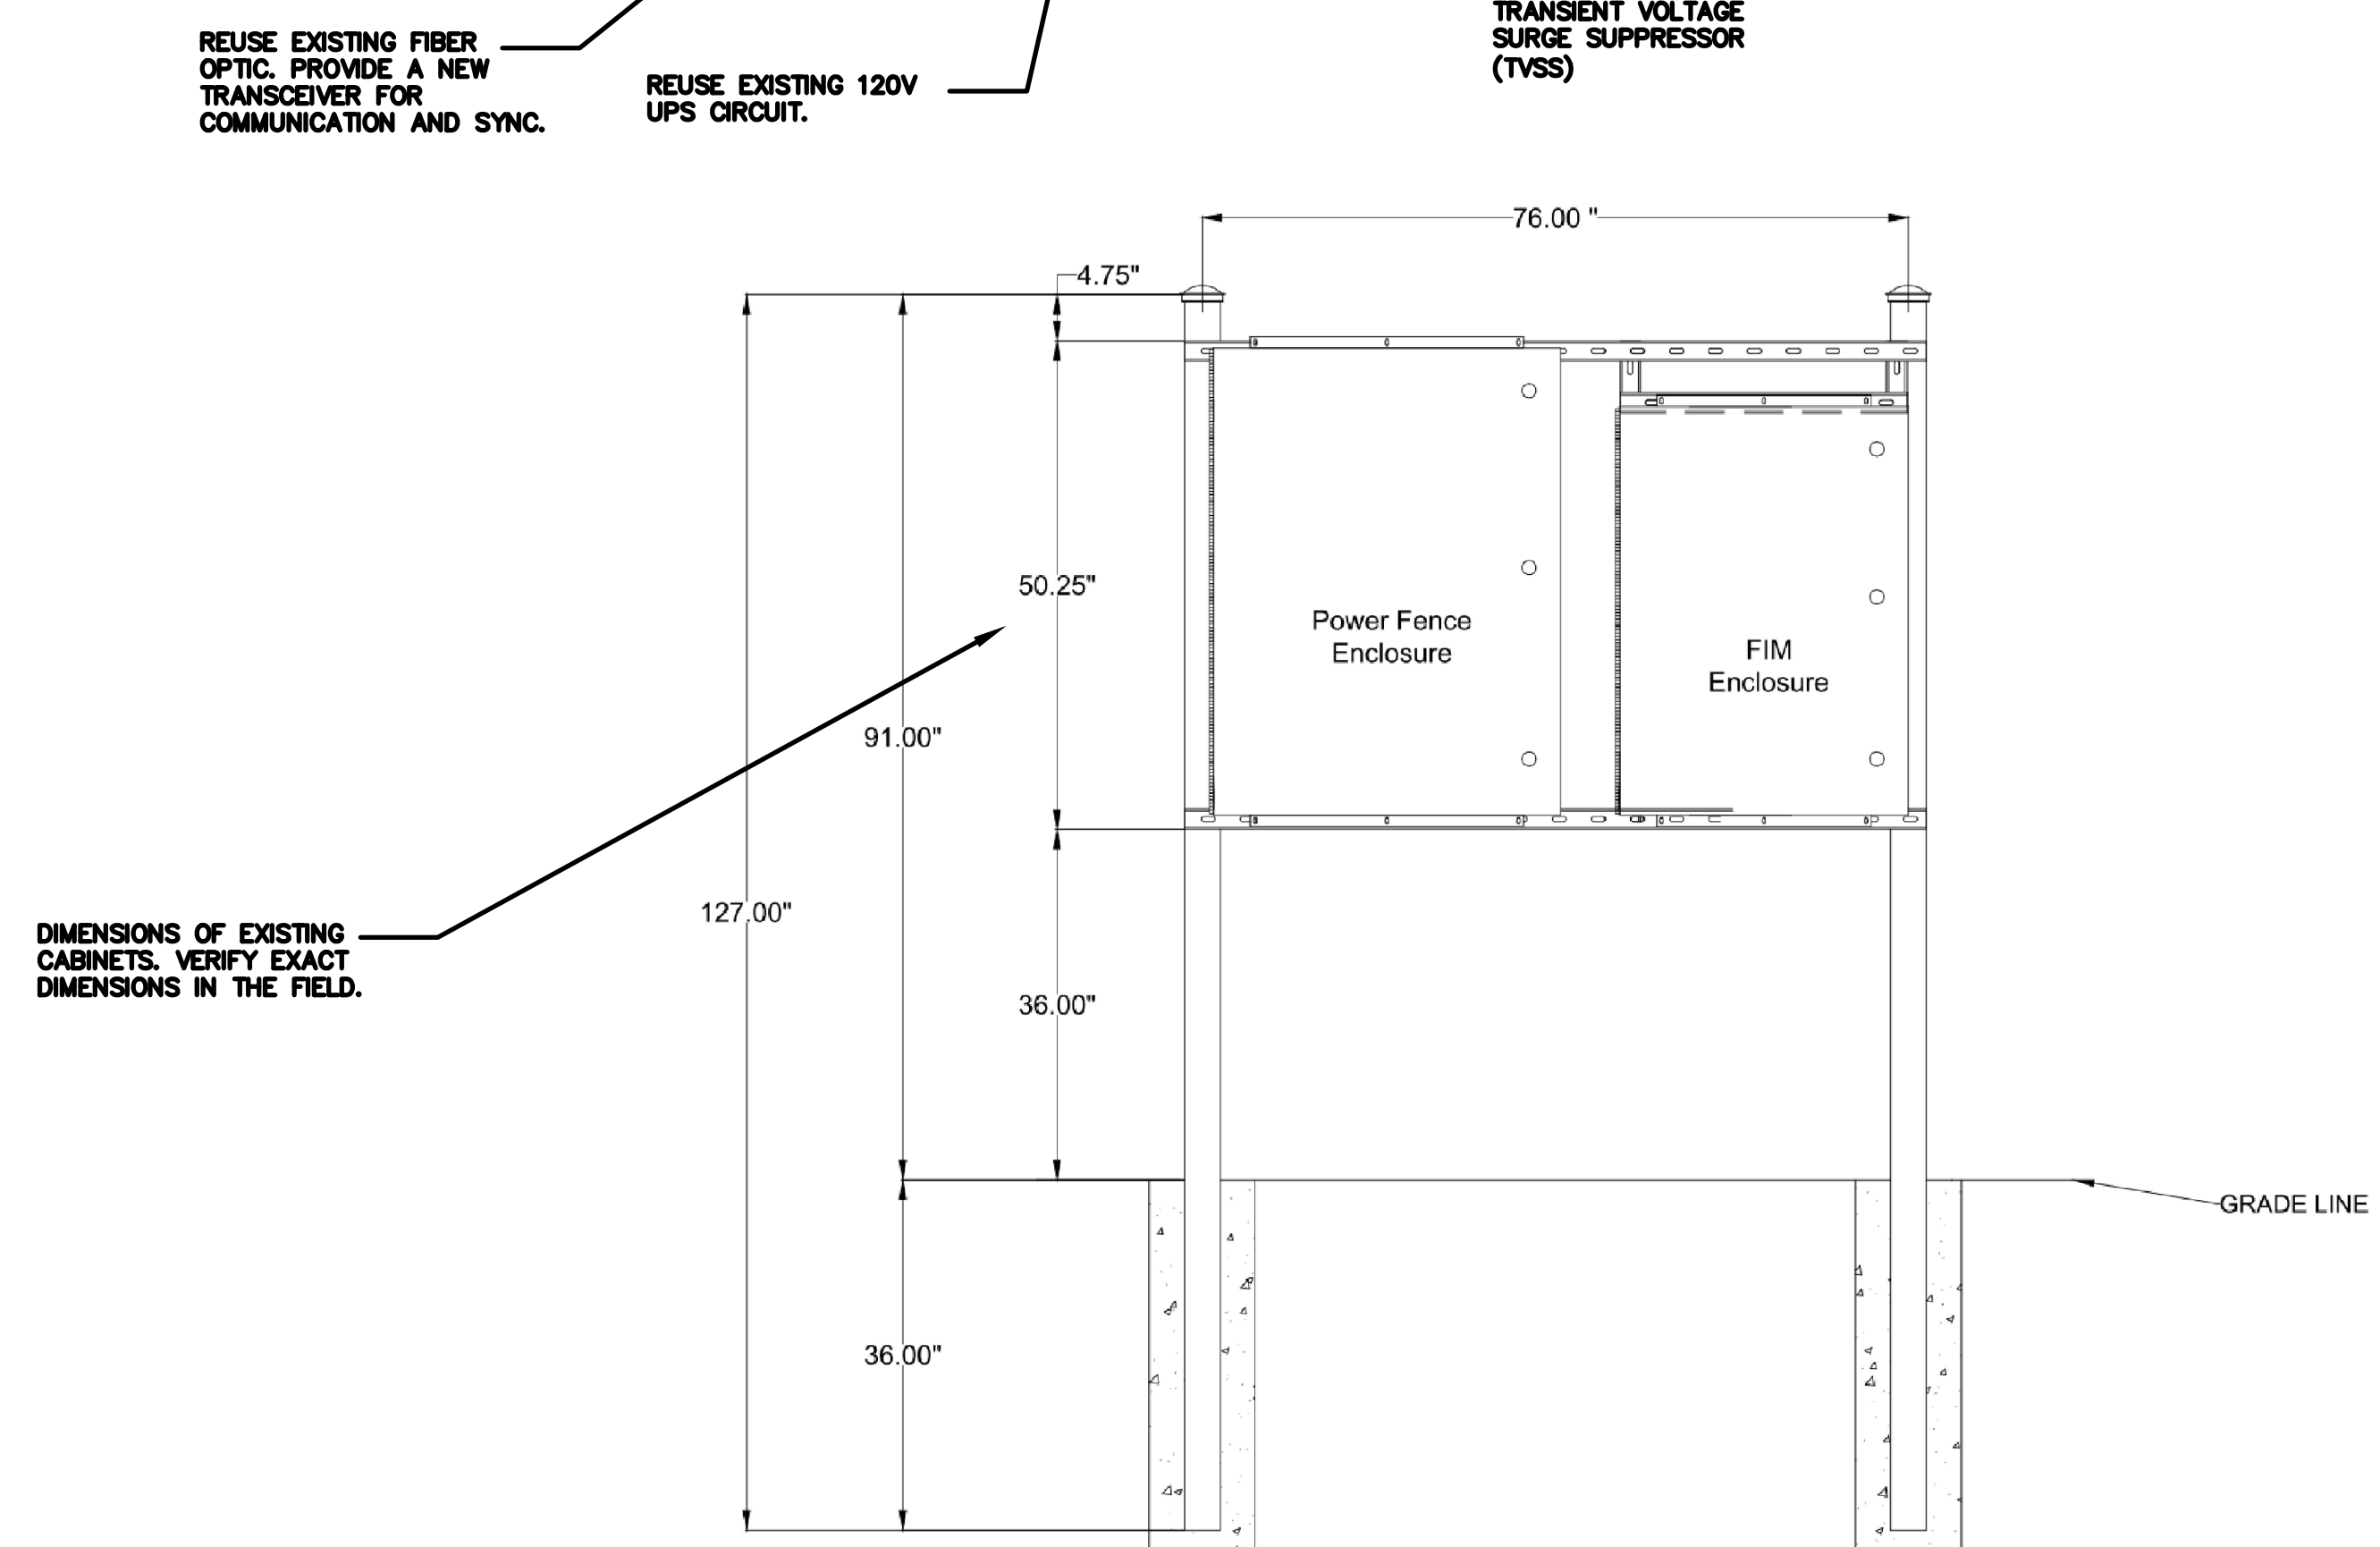 REUSE EXISTING FIBER
OPTIC. PROVIDE A NEW
TRANSCEIVER FOR
COMMUNICATION AND SYNC.
REUSE EXISTING 120V
UPS CIRCUIT.
TRANSIENT VOLTAGE
SURGE SUPPRESSOR
(TVSS)
76.00 "
4.75"
50.25"
Power Fence
Enclosure
FIM
Enclosure
91.00"
127.00"
DIMENSIONS OF EXISTING
CABINETS. VERIFY EXACT
DIMENSIONS IN THE FIELD.
36.00"
GRADE LINE
36.00"